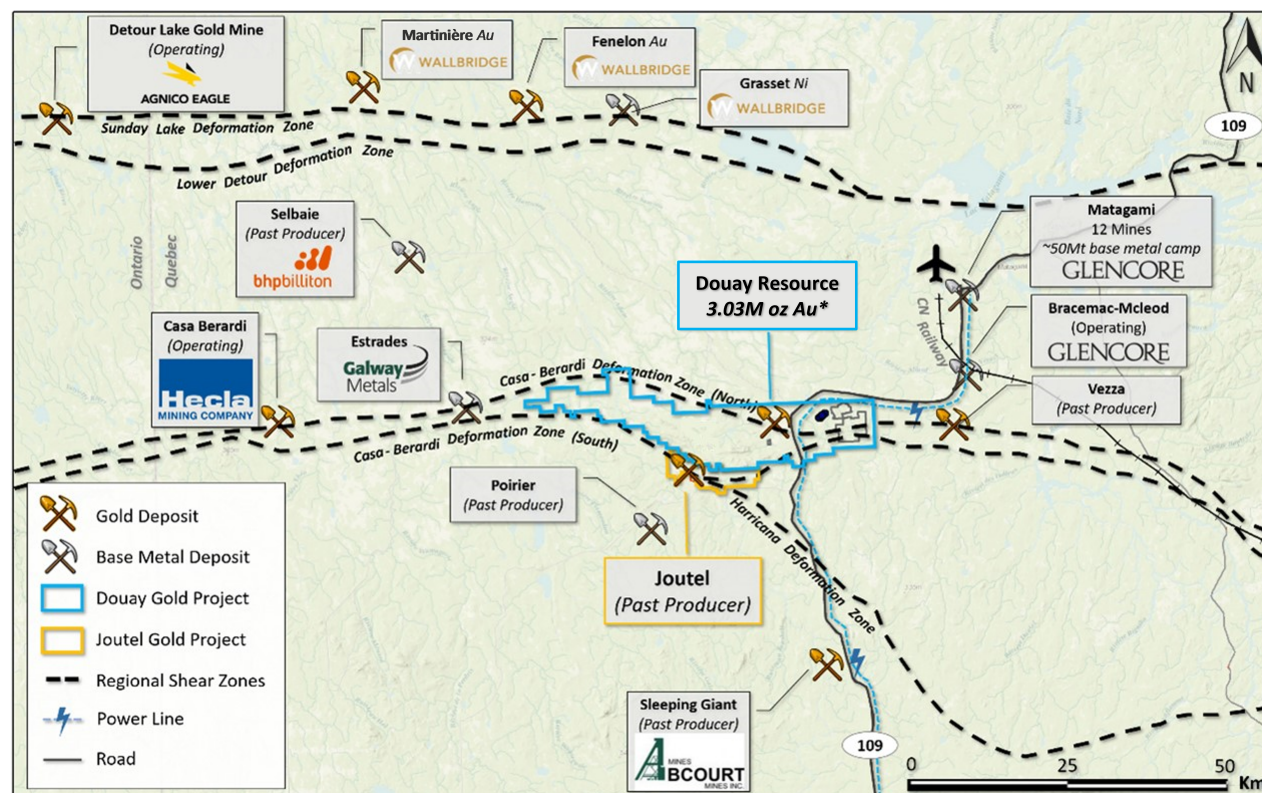 Detour Lake Gold Mine
(Operating)
AGNICO EAGLE
Martinière Au
WALLBRIDGE
Fenelon Au
WALLBRIDGE
Grasset Ni
WALLBRIDGE
N
109
Sunday Lake Deformation Zone
Lower Detour Deformation Zone
Ontario
Quebec
Selbaie
(Past Producer)
bhpbilliton
Matagami
12 Mines
~50Mt base metal camp
GLENCORE
Douay Resource
3.03M oz Au*
CN Railway
Matagami
Bracemac-Mcleod
(Operating)
GLENCORE
Casa Berardi
(Operating)
Hecla
MINING COMPANY
Estrades
Galway
Metals
Casa-Berardi Deformation Zone (North)
Vezza
(Past Producer)
Casa-Berardi Deformation Zone (South)
Poirier
(Past Producer)
Harricana Deformation Zone
Joutel
(Past Producer)
Gold Deposit
Base Metal Deposit
Douay Gold Project
Joutel Gold Project
Regional Shear Zones
Power Line
Road
Sleeping Giant
(Past Producer)
MINES
ABCOURT
MINES INC.
109
0 25 50
Km